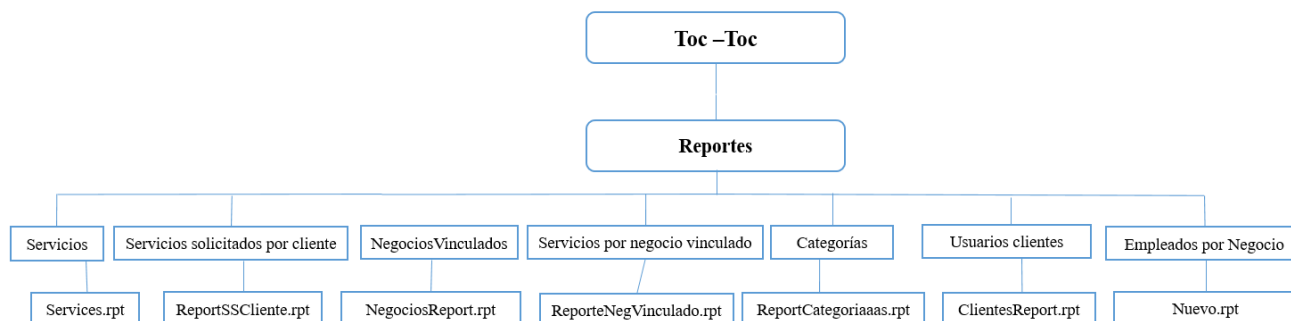 Toc –Toc
Reportes
Servicios
Servicios solicitados por cliente
NegociosVinculados
Servicios por negocio vinculado
Categorías
Usuarios clientes
Empleados por Negocio
Services.rpt
ReportSSCliente.rpt
NegociosReport.rpt
ReporteNegVinculado.rpt
ReportCategoriaaas.rpt
ClientesReport.rpt
Nuevo.rpt